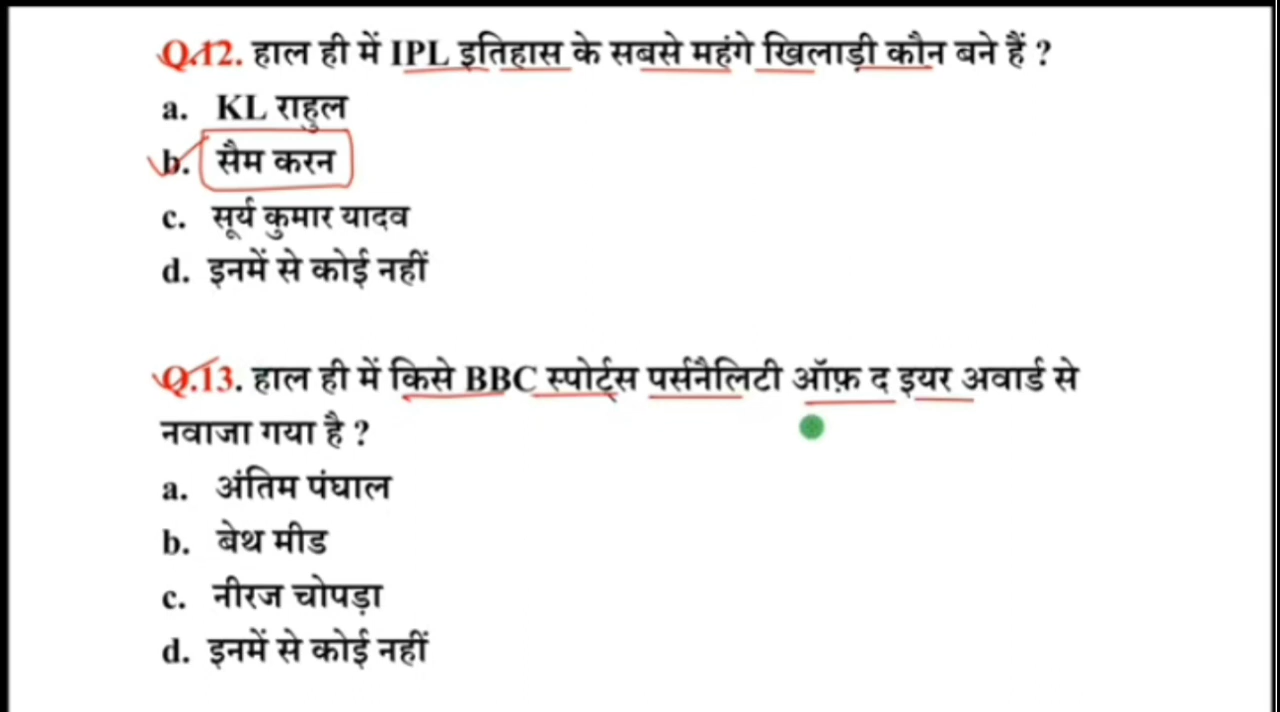 Q.12. हाल ही में IPL इतिहास के सबसे महंगे खिलाड़ी कौन बने हैं ?
a. KL राहुल
b. सैम करन
c. सूर्य कुमार यादव
d. इनमें से कोई नहीं
Q.13. हाल ही में किसे BBC स्पोर्ट्स पर्सनैलिटी ऑफ़ द इयर अवार्ड से
नवाजा गया है ?
a. अंतिम पंघाल
b. बेथ मीड
c. नीरज चोपड़ा
d. इनमें से कोई नहीं